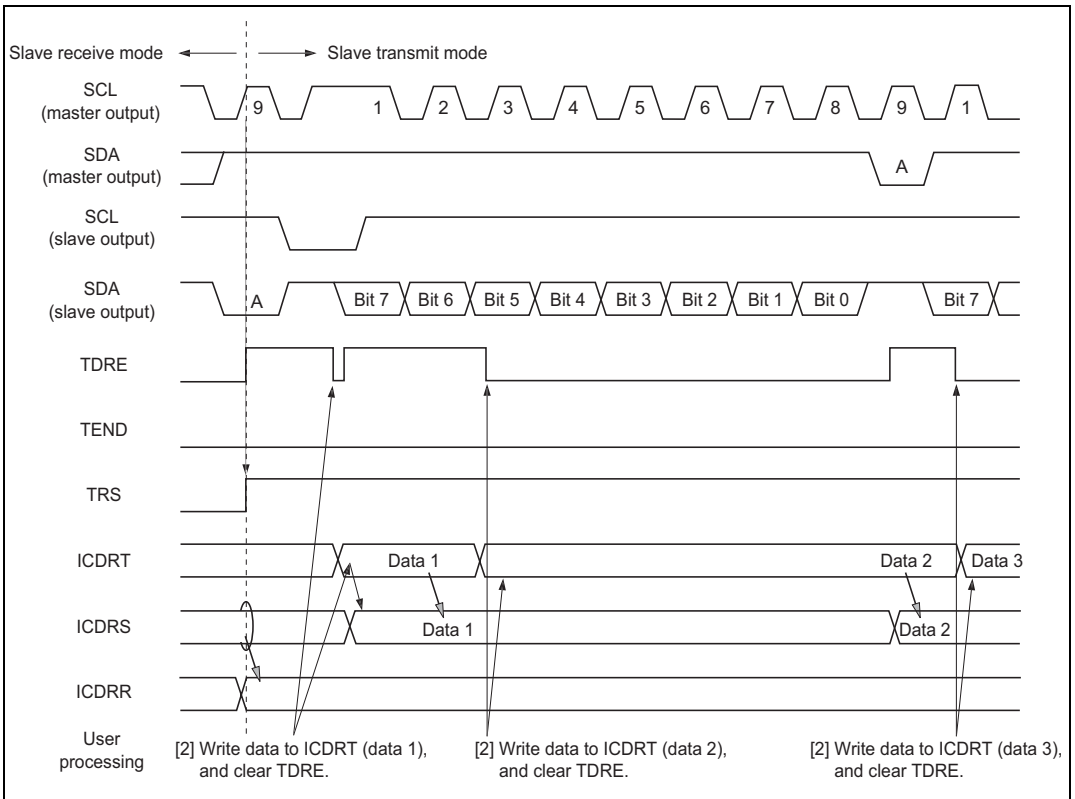 Slave receive mode
Slave transmit mode
SCL
(master output)
9
1
2
3
4
5
6
7
8
9
1
SDA
(master output)
A
SCL
(slave output)
SDA
(slave output)
A
Bit 7
Bit 6
Bit 5
Bit 4
Bit 3
Bit 2
Bit 1
Bit 0
Bit 7
TDRE
TEND
TRS
ICDRT
Data 1
Data 2
Data 3
ICDRS
Data 1
Data 2
ICDRR
User
processing
[2] Write data to ICDRT (data 1),
and clear TDRE.
[2] Write data to ICDRT (data 2),
and clear TDRE.
[2] Write data to ICDRT (data 3),
and clear TDRE.